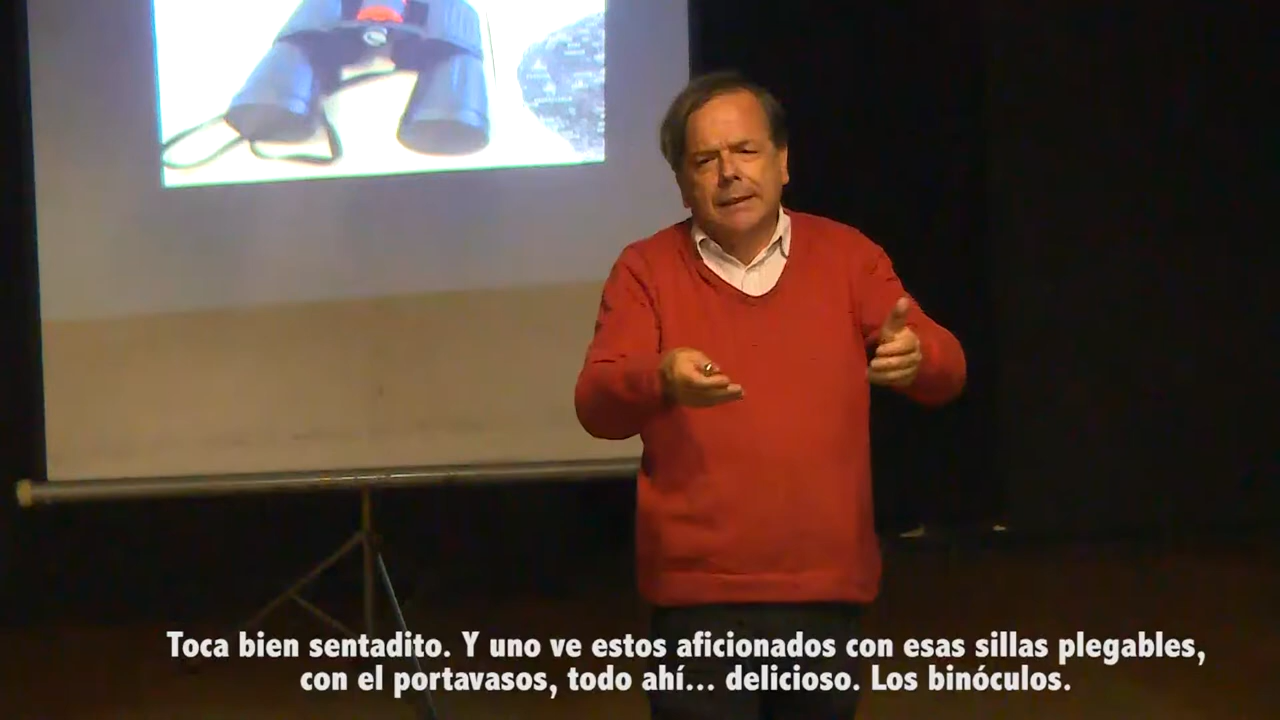 Toca bien sentadito. Y uno ve estos aficionados con esas sillas plegables,
con el portavasos, todo ahí... delicioso. Los binóculos.